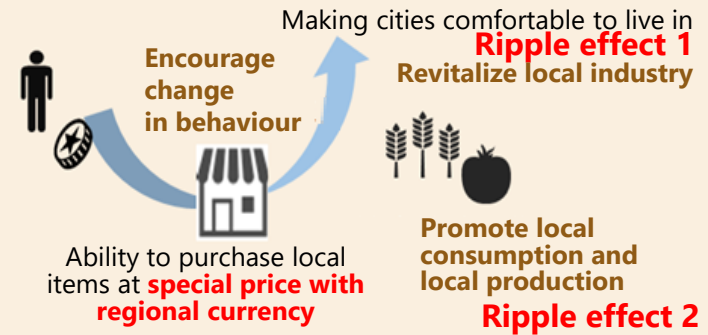 Making cities comfortable to live in
Ripple effect 1
Revitalize local industry
Encourage
change
in behaviour
Ability to purchase local
items at special price with
regional currency
Promote local
consumption and
local production
Ripple effect 2